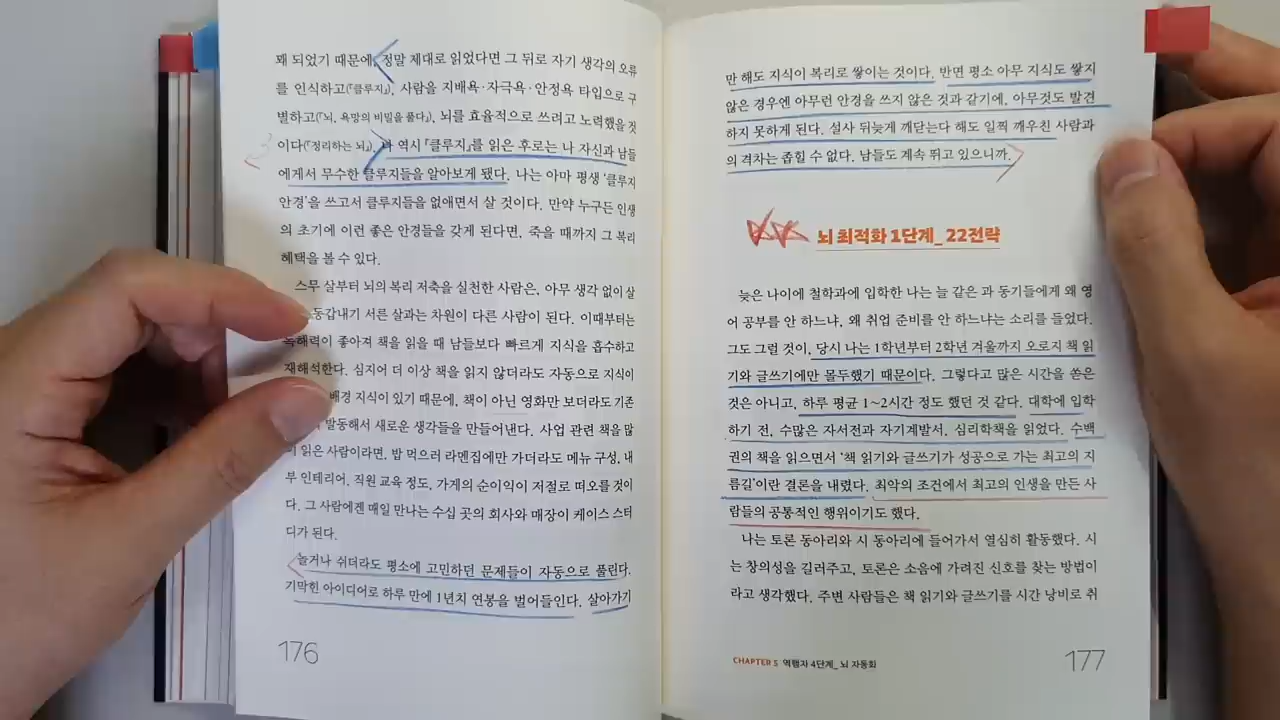 꽤 되었기 때문에, 정말 제대로 읽었다면 그 뒤로 자기 생각의 오류
를 인식하고(『클루지』), 사람을 지배욕·자극욕·안정욕 타입으로 구
별하고(『뇌, 욕망의 비밀을 풀다』), 뇌를 효율적으로 쓰려고 노력했을 것
이다(『정리하는 뇌』). 나 역시 『클루지』를 읽은 후로는 나 자신과 남들
에게서 무수한 클루지들을 알아보게 됐다. 나는 아마 평생 '클루지
안경'을 쓰고서 클루지들을 없애면서 살 것이다. 만약 누구든 인생
의 초기에 이런 좋은 안경들을 갖게 된다면, 죽을 때까지 그 복리
혜택을 볼 수 있다.
스무 살부터 뇌의 복리 저축을 실천한 사람은, 아무 생각 없이 살
동갑내기 서른 살과는 차원이 다른 사람이 된다. 이때부터는
독해력이 좋아져 책을 읽을 때 남들보다 빠르게 지식을 흡수하고
재해석한다. 심지어 더 이상 책을 읽지 않더라도 자동으로 지식이
배경 지식이 있기 때문에, 책이 아닌 영화만 보더라도 기존
발동해서 새로운 생각들을 만들어낸다. 사업 관련 책을 많
이 읽은 사람이라면, 밥 먹으러 라멘집에만 가더라도 메뉴 구성, 내
부 인테리어, 직원 교육 정도, 가게의 순이익이 저절로 떠오를 것이
다. 그 사람에겐 매일 만나는 수십 곳의 회사와 매장이 케이스 스터
디가 된다.
놀거나 쉬더라도 평소에 고민하던 문제들이 자동으로 풀린다.
기막힌 아이디어로 하루 만에 1년치 연봉을 벌어들인다. 살아가기
176
만 해도 지식이 복리로 쌓이는 것이다. 반면 평소 아무 지식도 쌓지
않은 경우엔 아무런 안경을 쓰지 않은 것과 같기에, 아무것도 발견
하지 못하게 된다. 설사 뒤늦게 깨닫는다 해도 일찍 깨우친 사람과
의 격차는 좁힐 수 없다. 남들도 계속 뛰고 있으니까.
뇌 최적화 1단계_ 22전략
늦은 나이에 철학과에 입학한 나는 늘 같은 과 동기들에게 왜 영
어 공부를 안 하느냐, 왜 취업 준비를 안 하느냐는 소리를 들었다.
그도 그럴 것이, 당시 나는 1학년부터 2학년 겨울까지 오로지 책 읽
기와 글쓰기에만 몰두했기 때문이다. 그렇다고 많은 시간을 쏟은
것은 아니고, 하루 평균 1~2시간 정도 했던 것 같다. 대학에 입학
하기 전, 수많은 자서전과 자기계발서, 심리학책을 읽었다. 수백
권의 책을 읽으면서 '책 읽기와 글쓰기가 성공으로 가는 최고의 지
름길'이란 결론을 내렸다. 최악의 조건에서 최고의 인생을 만든 사
람들의 공통적인 행위이기도 했다.
나는 토론 동아리와 시 동아리에 들어가서 열심히 활동했다. 시
는 창의성을 길러주고, 토론은 소음에 가려진 신호를 찾는 방법이
라고 생각했다. 주변 사람들은 책 읽기와 글쓰기를 시간 낭비로 취
CHAPTER 5 역행자 4단계_ 뇌 자동화
177